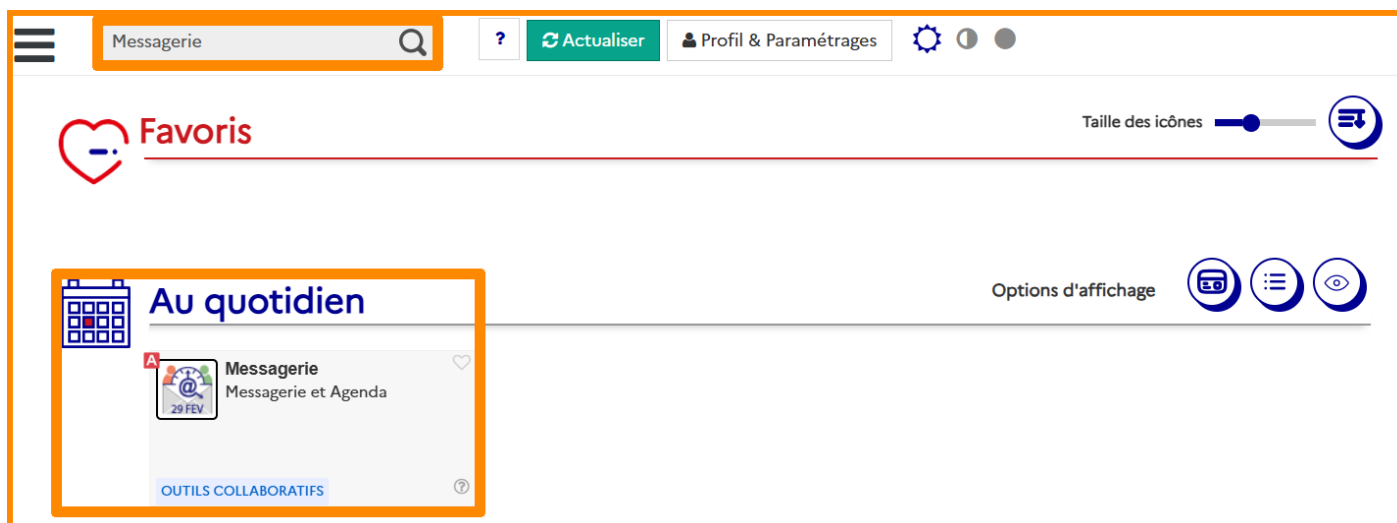 Messagerie
?
Actualiser
Profil & Paramétrages
Favoris
Taille des icônes
Au quotidien
Options d'affichage
A
Messagerie
Messagerie et Agenda
@
29 FEV
OUTILS COLLABORATIFS
?